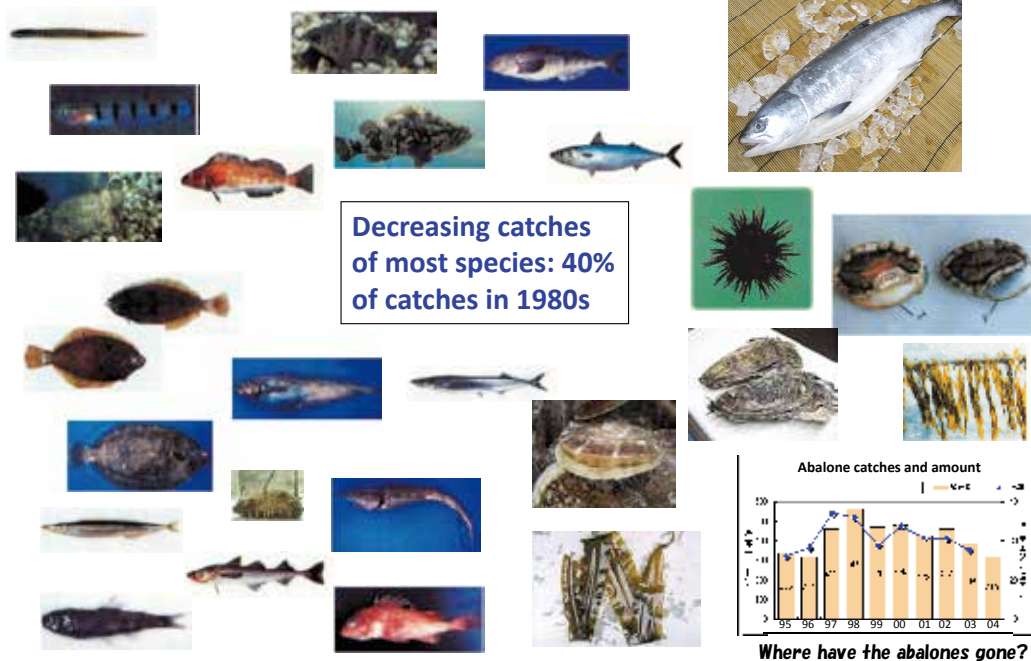 Decreasing catches
of most species: 40%
of catches in 1980s
Abalone catches and amount
95 96 97 98 99 00 01 02 03 04
Where have the abalones gone?